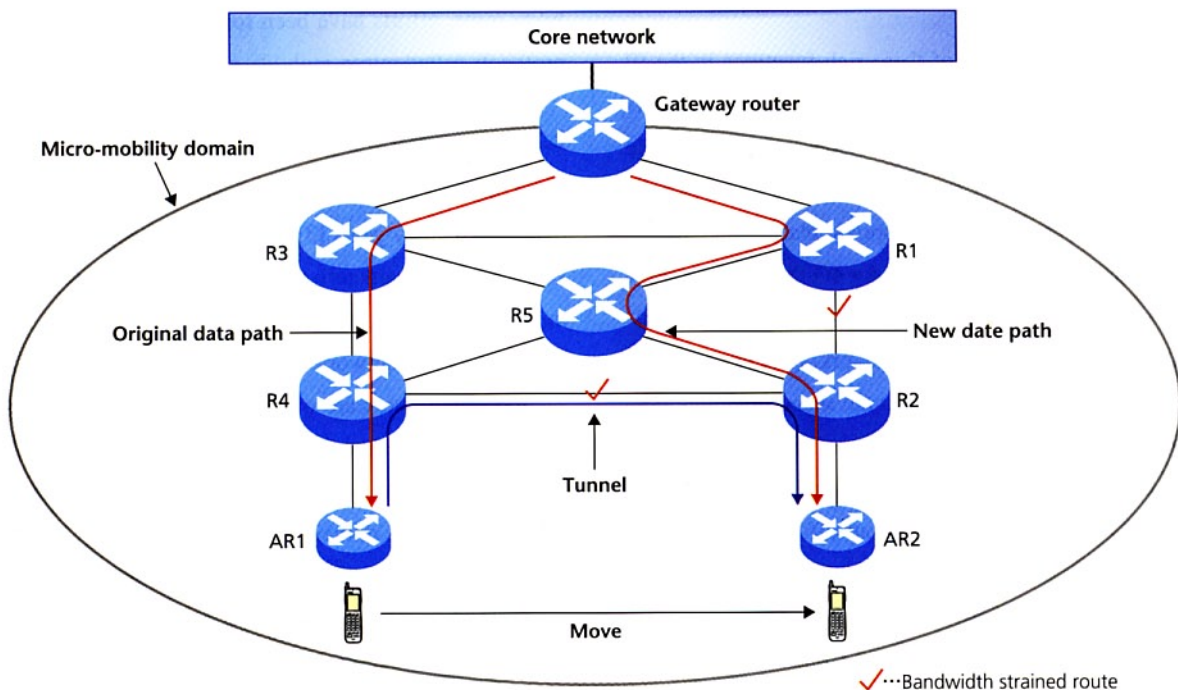 Core network
Gateway router
Micro-mobility domain
R3
R1
R5
Original data path
New date path
R4
R2
Tunnel
AR1
AR2
Move
✓···Bandwidth strained route